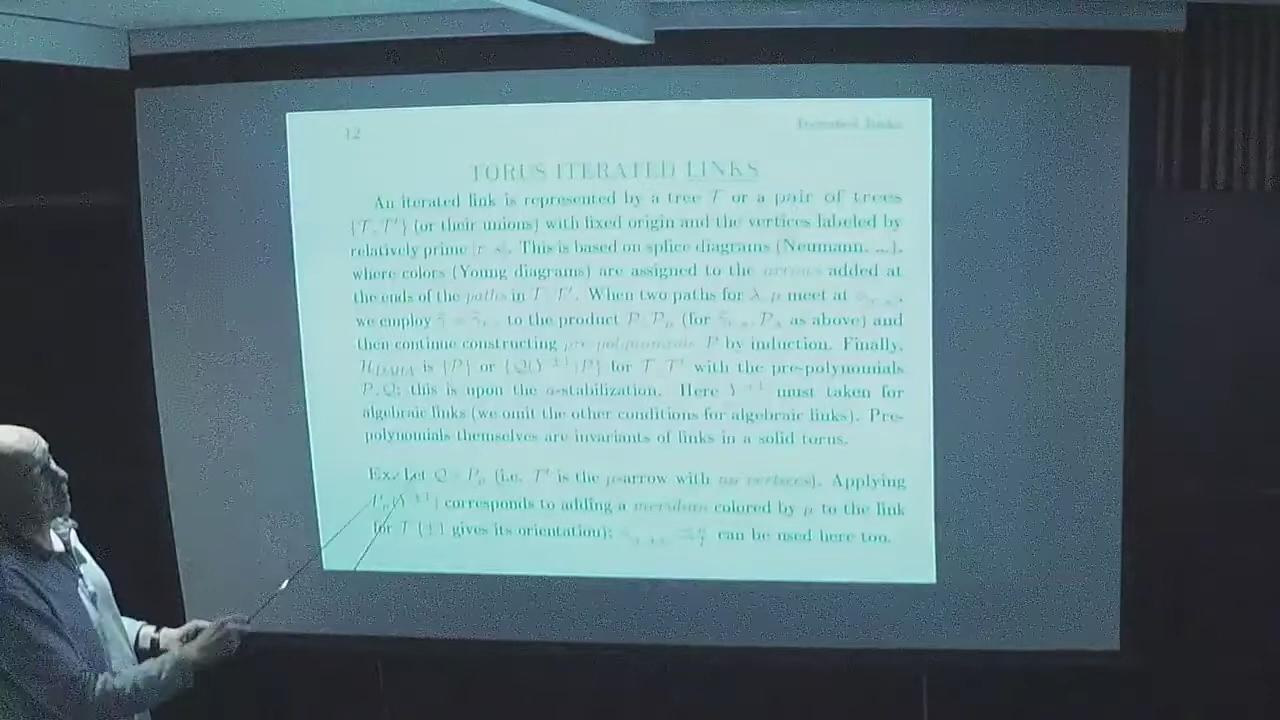 12
Iterated links
TORUS ITERATED LINKS
An iterated link is represented by a tree T or a pair of trees
{T, T′} (or their unions) with fixed origin and the vertices labeled by
relatively prime This is based on splice diagrams (Neumann, ...),
where colors (Young diagrams) are assigned to the arrows added at
the ends of the paths in T, T′. When two paths for λ, μ meet at
we employ to the product (for as above) and
then continue constructing pre-polynomials P by induction. Finally,
is {P} or for T, T′ with the pre-polynomials
P, Q; this is upon the a-stabilization. Here must taken for
algebraic links (we omit the other conditions for algebraic links). Pre-
polynomials themselves are invariants of links in a solid torus.
Ex. Let (i.e. T′ is the μ-arrow with no vertices). Applying
corresponds to adding a meridian colored by μ to the link
for T (±1 gives its orientation); can be used here too.